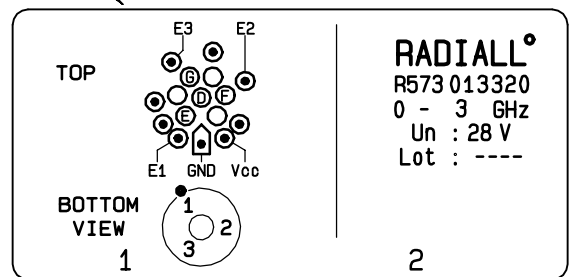 E3 E2
TOP
G
D F
E
E1 GND Vcc
BOTTOM
VIEW
1
2
3
1
RADIALL°
R573 013320
0 - 3 GHz
Un : 28 V
Lot : ----
2